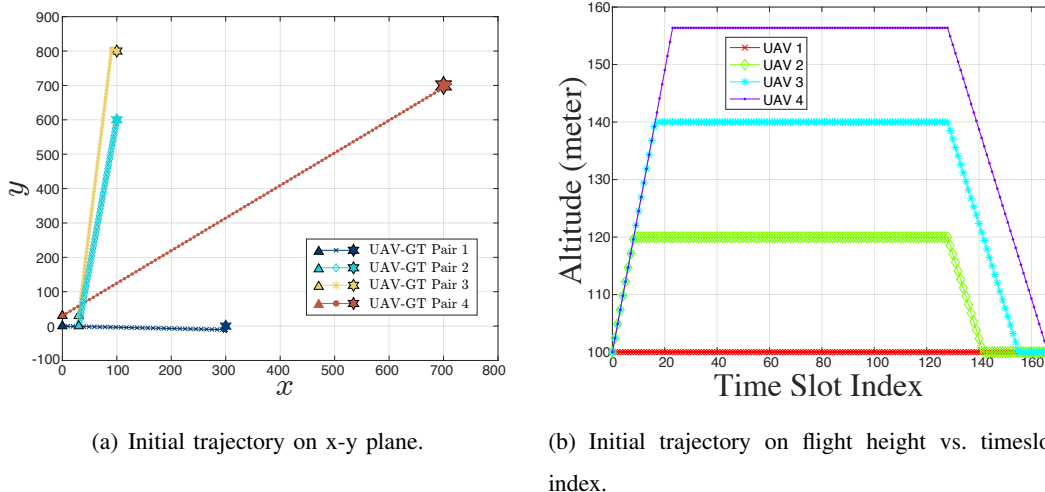 900
800
700
600
500
400
300
200
100
0
-100
y
0 100 200 300 400 500 600 700 800
x
UAV-GT Pair 1
UAV-GT Pair 2
UAV-GT Pair 3
UAV-GT Pair 4
(a) Initial trajectory on x-y plane.
160
150
140
130
120
110
100
Altitude (meter)
0 20 40 60 80 100 120 140 160
Time Slot Index
UAV 1
UAV 2
UAV 3
UAV 4
(b) Initial trajectory on flight height vs. timeslo
index.